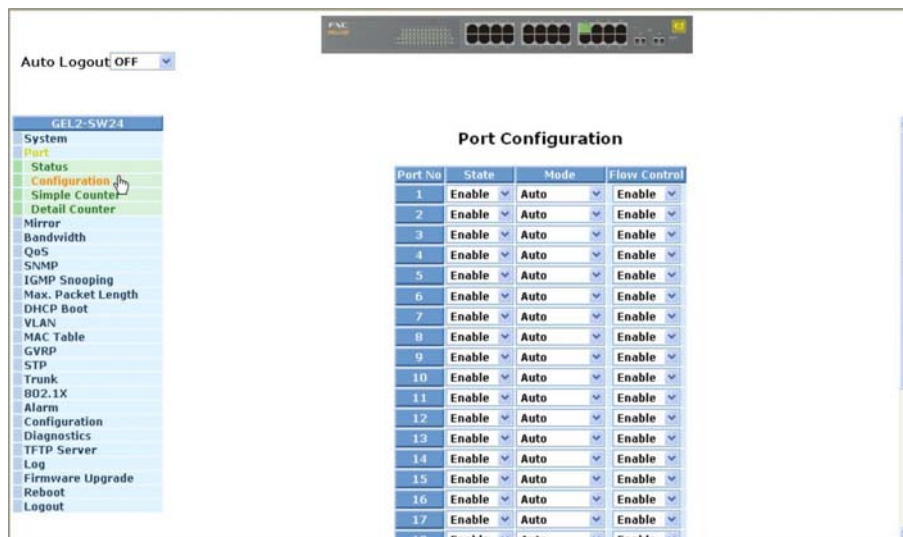 Auto Logout OFF
GEL2-SW24
System
Port
Status
Configuration
Simple Counter
Detail Counter
Mirror
Bandwidth
QoS
SNMP
IGMP Snooping
Max. Packet Length
DHCP Boot
VLAN
MAC Table
GVRP
STP
Trunk
802.1X
Alarm
Configuration
Diagnostics
TFTP Server
Log
Firmware Upgrade
Reboot
Logout
Port Configuration
Port No State Mode Flow Control
1 Enable Auto Enable
2 Enable Auto Enable
3 Enable Auto Enable
4 Enable Auto Enable
5 Enable Auto Enable
6 Enable Auto Enable
7 Enable Auto Enable
8 Enable Auto Enable
9 Enable Auto Enable
10 Enable Auto Enable
11 Enable Auto Enable
12 Enable Auto Enable
13 Enable Auto Enable
14 Enable Auto Enable
15 Enable Auto Enable
16 Enable Auto Enable
17 Enable Auto Enable